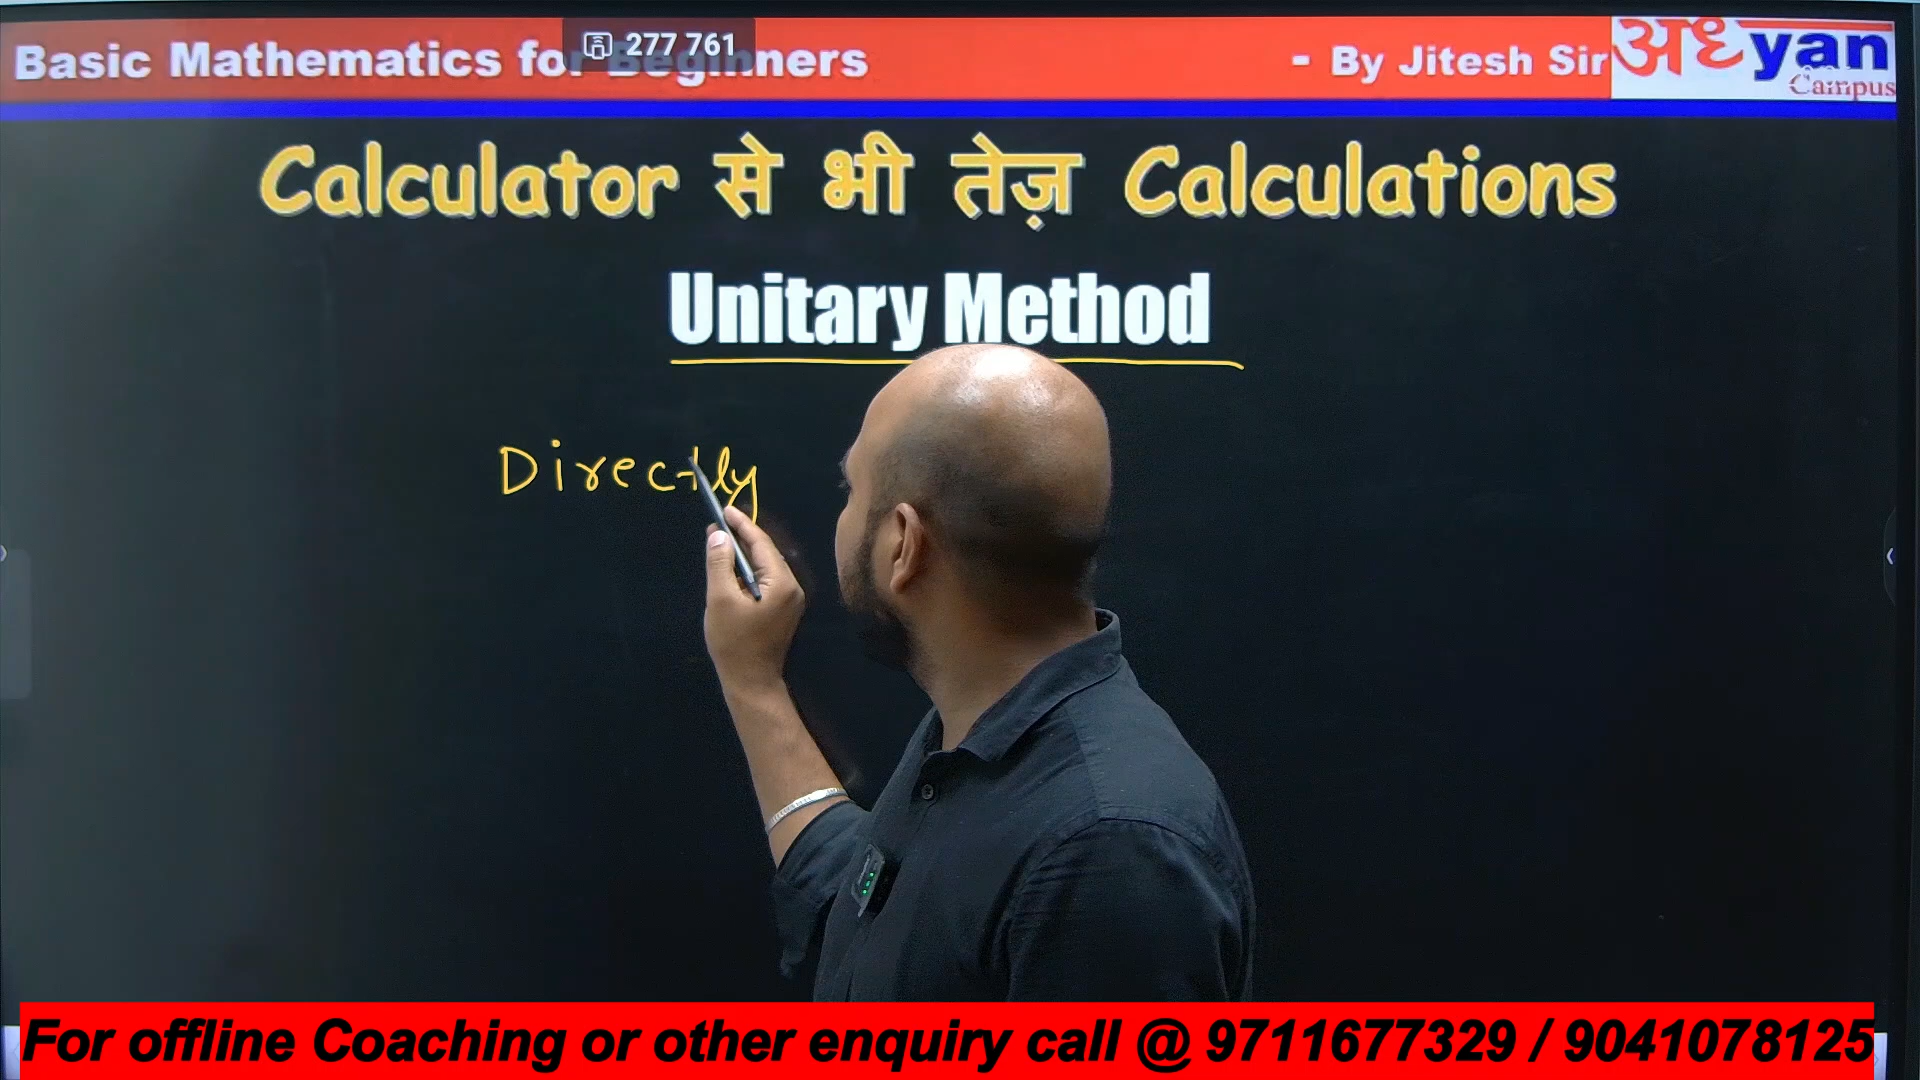 277 761
Basic Mathematics for Beginners - By Jitesh Sir
अध्yan
Campus
Calculator से भी तेज़ Calculations
Unitary Method
Directly
For offline Coaching or other enquiry call @ 9711677329 / 9041078125